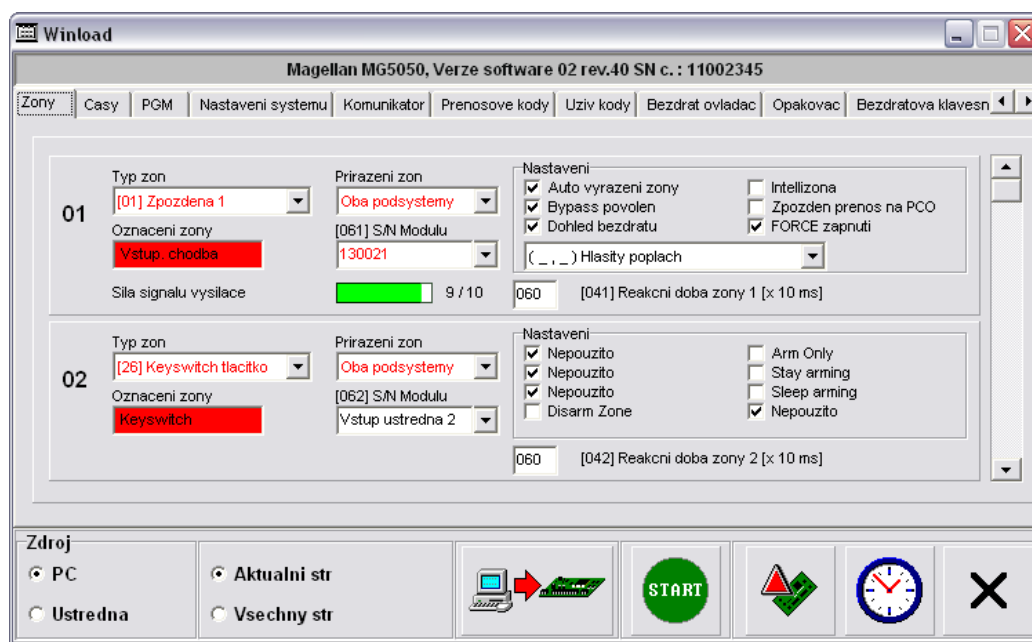 Winload
Magellan MG5050, Verze software 02 rev.40 SN c. : 11002345
Zony Casy PGM Nastaveni systemu Komunikator Prenosove kody Uziv kody Bezdrat ovladac Opakovac Bezdratova klavesn
01
Typ zon
[01] Zpozdena 1
Oznaceni zony
Vstup. chodba
Sila signalu vysilace
Prirazeni zon
Oba podsystemy
[061] S/N Modulu
130021
9 / 10
Nastaveni
Auto vyrazeni zony
Bypass povolen
Dohled bezdratu
Intellizona
Zpozden prenos na PCO
FORCE zapnuti
( _ , _ ) Hlasity poplach
060 [041] Reakcni doba zony 1 [x 10 ms]
02
Typ zon
[26] Keyswitch tlacitko
Oznaceni zony
Keyswitch
Prirazeni zon
Oba podsystemy
[062] S/N Modulu
Vstup ustredna 2
Nastaveni
Nepouzito
Nepouzito
Nepouzito
Disarm Zone
Arm Only
Stay arming
Sleep arming
Nepouzito
060 [042] Reakcni doba zony 2 [x 10 ms]
Zdroj
PC
Ustredna
Aktualni str
Vsechny str
START